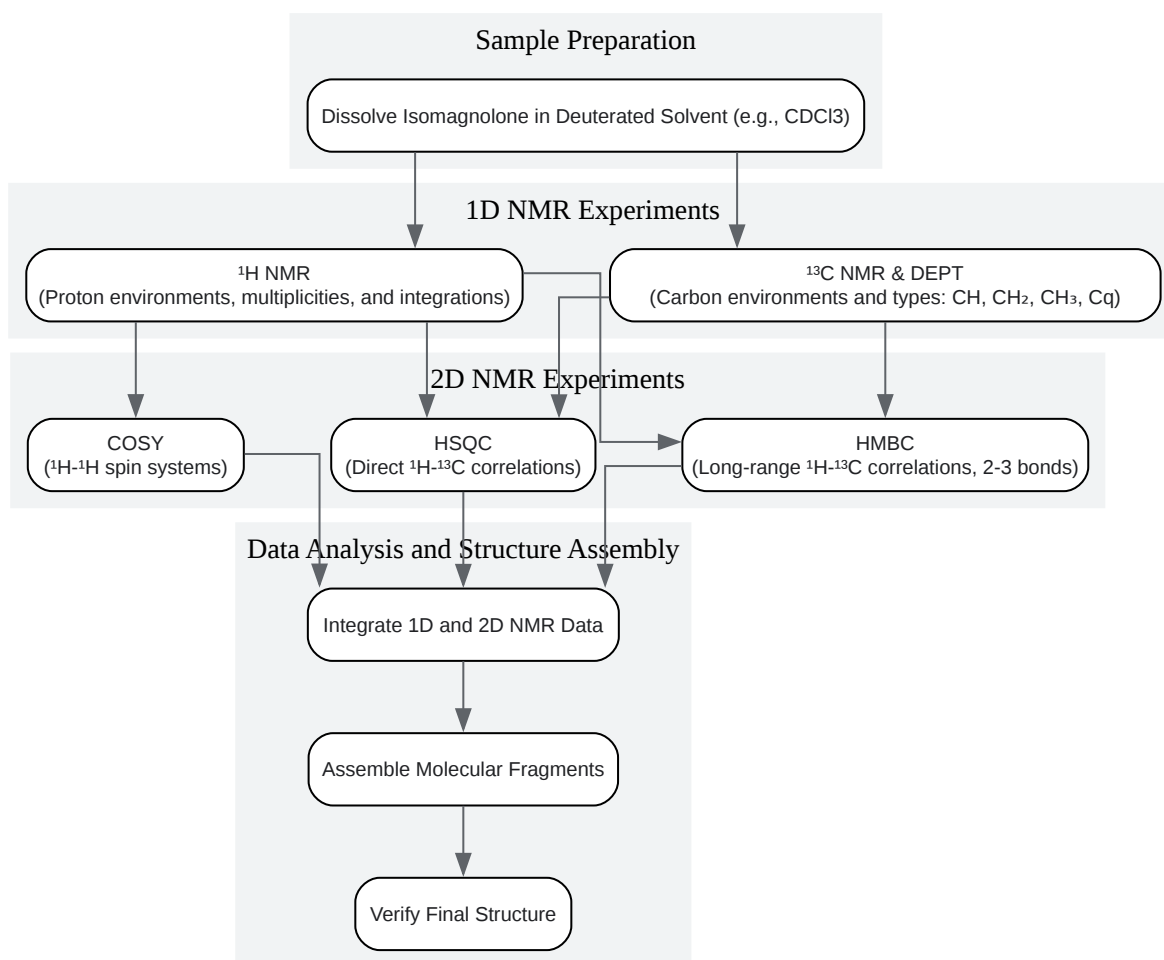 Sample Preparation
Dissolve Isomagnolone in Deuterated Solvent (e.g., CDCl3)
1D NMR Experiments
¹H NMR
(Proton environments, multiplicities, and integrations)
¹³C NMR & DEPT
(Carbon environments and types: CH, CH₂, CH₃, Cq)
2D NMR Experiments
COSY
(¹H-¹H spin systems)
HSQC
(Direct ¹H-¹³C correlations)
HMBC
(Long-range ¹H-¹³C correlations, 2-3 bonds)
Data Analysis and Structure Assembly
Integrate 1D and 2D NMR Data
Assemble Molecular Fragments
Verify Final Structure